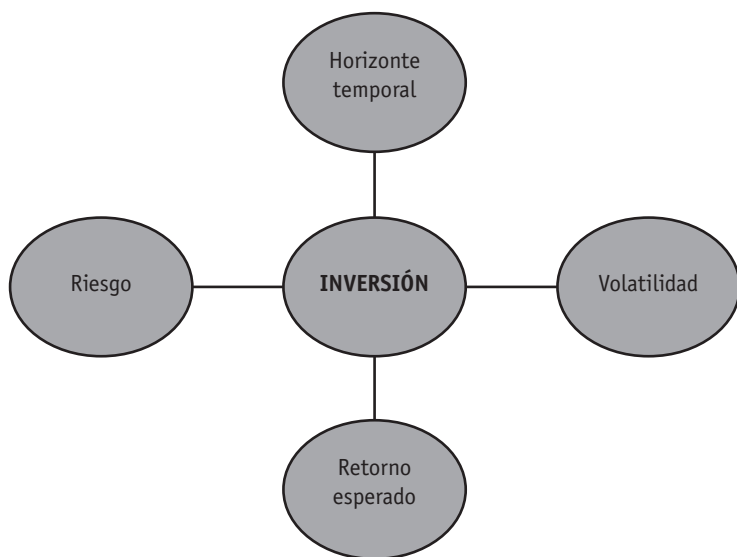 Horizonte
temporal
Riesgo
INVERSIÓN
Volatilidad
Retorno
esperado